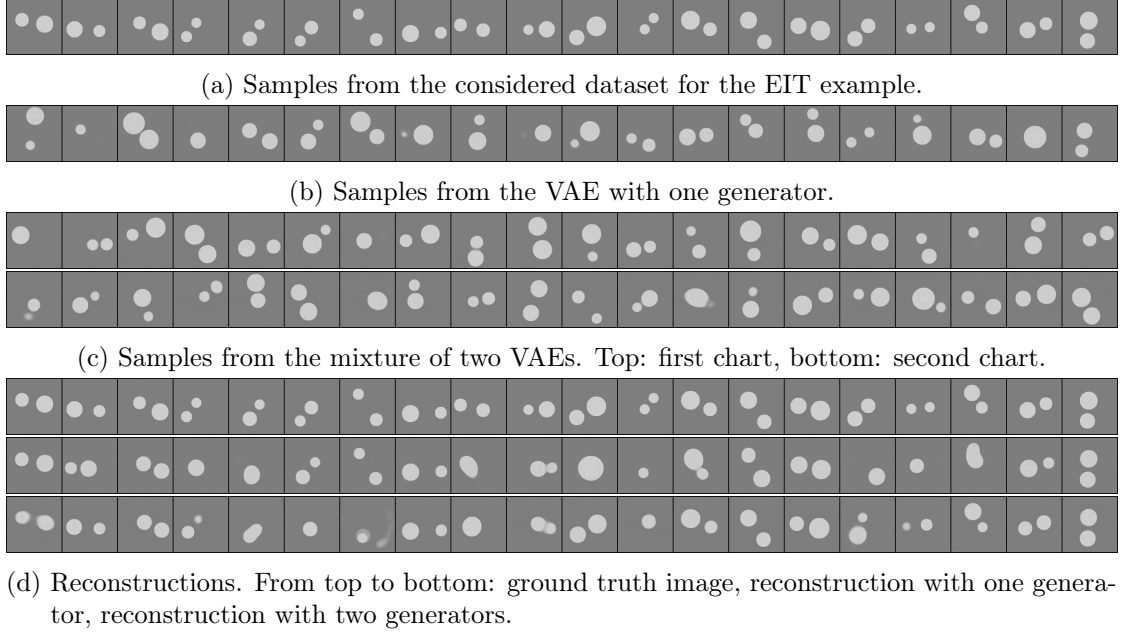 (a) Samples from the considered dataset for the EIT example.
(b) Samples from the VAE with one generator.
(c) Samples from the mixture of two VAEs. Top: first chart, bottom: second chart.
(d) Reconstructions. From top to bottom: ground truth image, reconstruction with one genera-
tor, reconstruction with two generators.